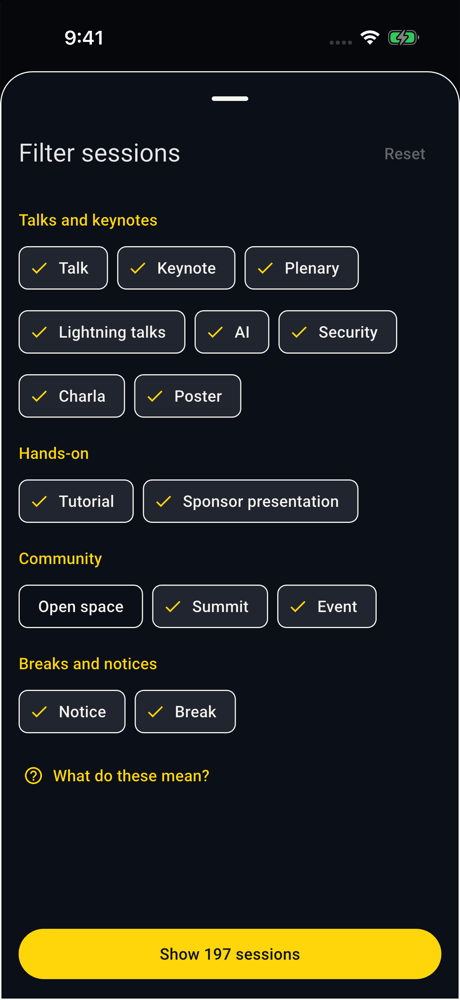 9:41
Filter sessions
Reset
Talks and keynotes
Talk Keynote Plenary
Lightning talks AI Security
Charla Poster
Hands-on
Tutorial Sponsor presentation
Community
Open space Summit Event
Breaks and notices
Notice Break
What do these mean?
Show 197 sessions